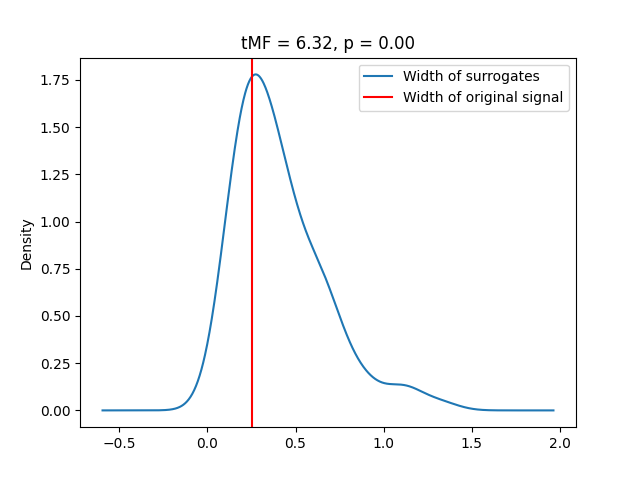 tMF = 6.32, p = 0.00
Width of surrogates
Width of original signal
Density
1.75
1.50
1.25
1.00
0.75
0.50
0.25
0.00
−0.5 0.0 0.5 1.0 1.5 2.0